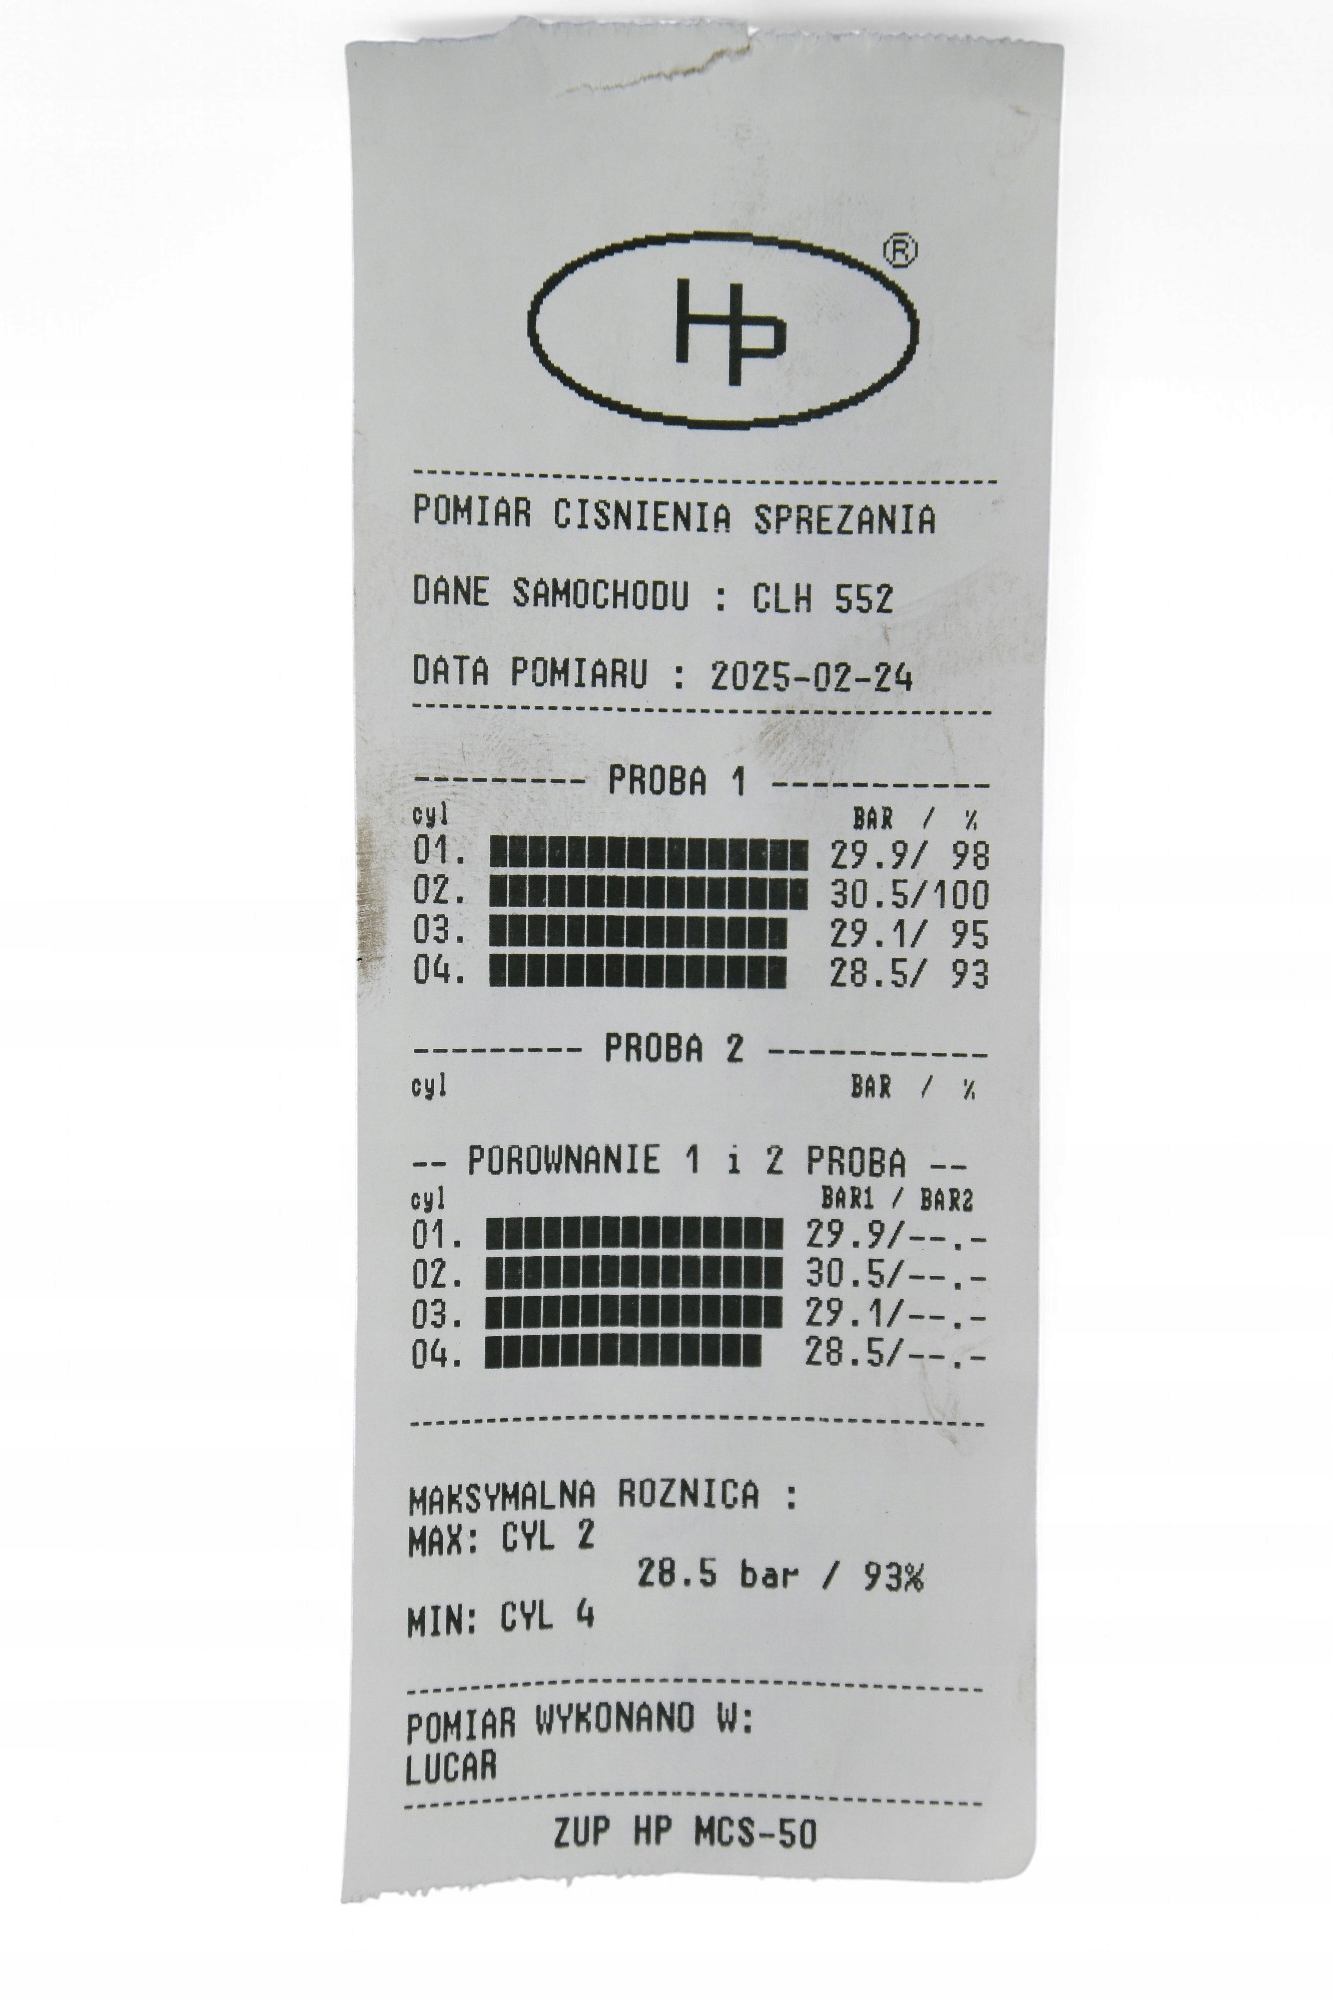 HP ®
POMIAR CISNIENIA SPREZANIA
DANE SAMOCHODU : CLH 552
DATA POMIARU : 2025-02-24
--------- PROBA 1 -----------
cyl BAR / %
01. 29.9/ 98
02. 30.5/100
03. 29.1/ 95
04. 28.5/ 93
--------- PROBA 2 -----------
cyl BAR / %
-- POROWNANIE 1 i 2 PROBA --
cyl BAR1 / BAR2
01. 29.9/--.-
02. 30.5/--.-
03. 29.1/--.-
04. 28.5/--.-
MAKSYMALNA ROZNICA :
MAX: CYL 2
28.5 bar / 93%
MIN: CYL 4
POMIAR WYKONANO W:
LUCAR
ZUP HP MCS-50